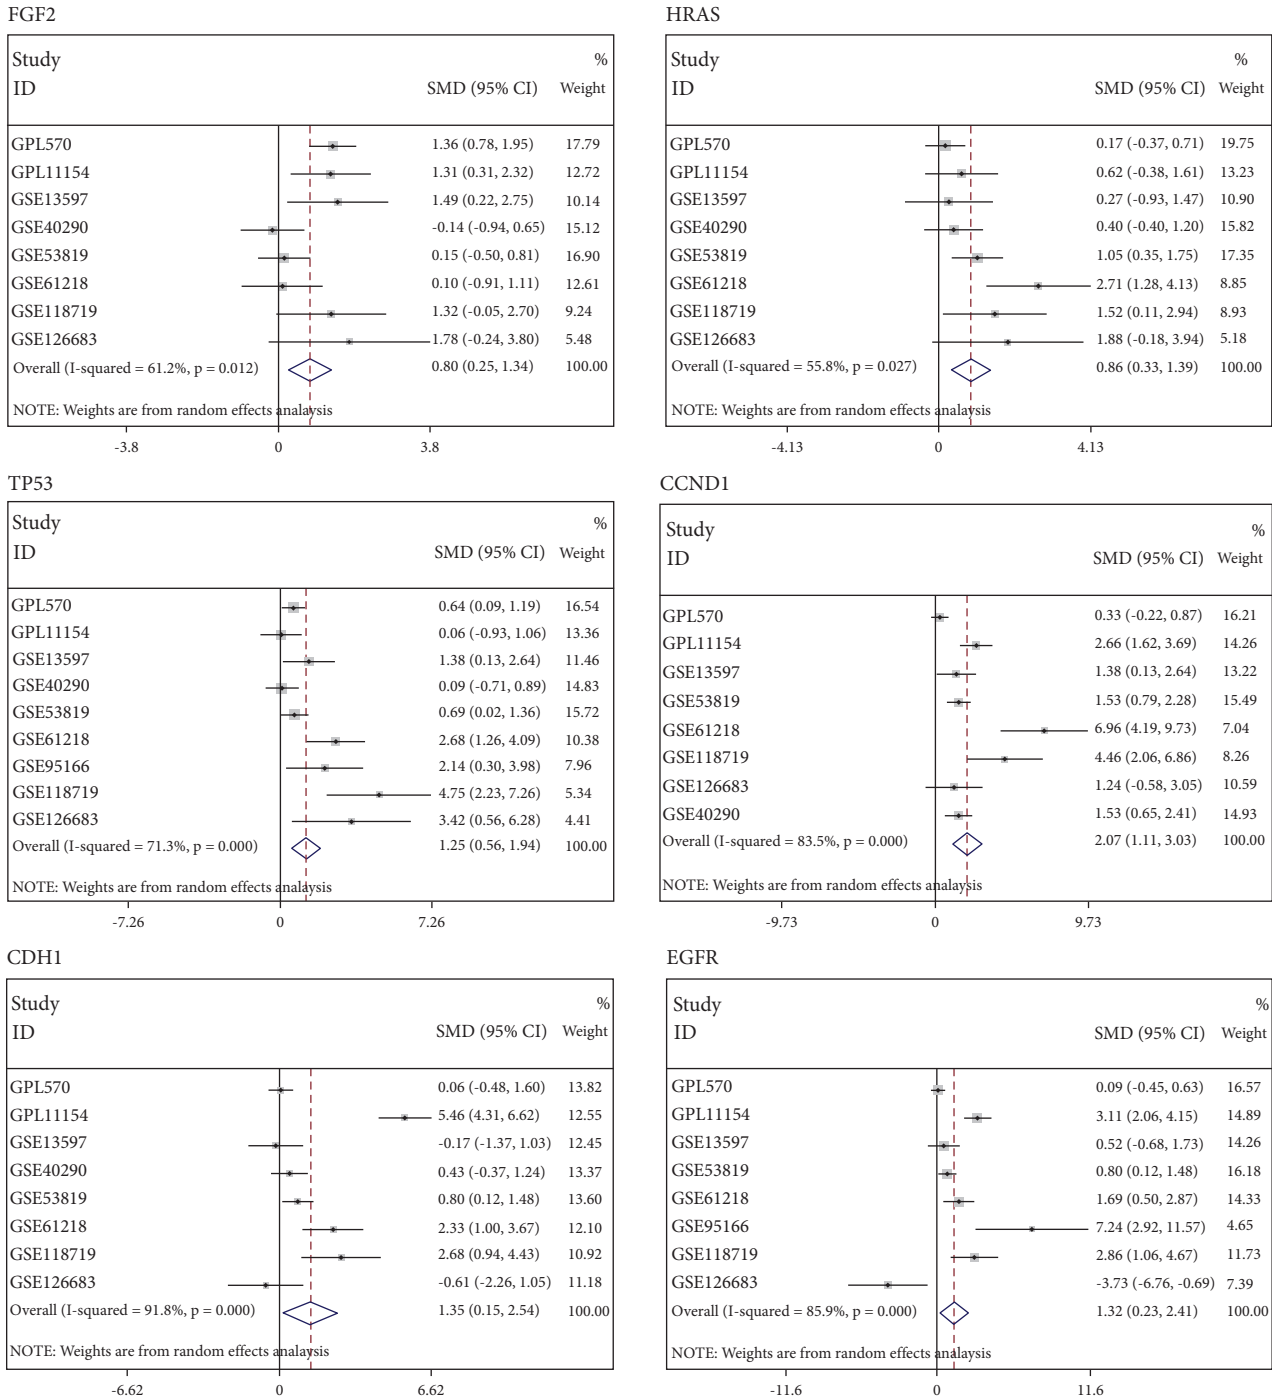 FGF2
Study %
ID SMD (95% CI) Weight
GPL570 1.36 (0.78, 1.95) 17.79
GPL11154 1.31 (0.31, 2.32) 12.72
GSE13597 1.49 (0.22, 2.75) 10.14
GSE40290 -0.14 (-0.94, 0.65) 15.12
GSE53819 0.15 (-0.50, 0.81) 16.90
GSE61218 0.10 (-0.91, 1.11) 12.61
GSE118719 1.32 (-0.05, 2.70) 9.24
GSE126683 1.78 (-0.24, 3.80) 5.48
Overall (I-squared = 61.2%, p = 0.012) 0.80 (0.25, 1.34) 100.00
NOTE: Weights are from random effects analaysis
-3.8 0 3.8
HRAS
Study %
ID SMD (95% CI) Weight
GPL570 0.17 (-0.37, 0.71) 19.75
GPL11154 0.62 (-0.38, 1.61) 13.23
GSE13597 0.27 (-0.93, 1.47) 10.90
GSE40290 0.40 (-0.40, 1.20) 15.82
GSE53819 1.05 (0.35, 1.75) 17.35
GSE61218 2.71 (1.28, 4.13) 8.85
GSE118719 1.52 (0.11, 2.94) 8.93
GSE126683 1.88 (-0.18, 3.94) 5.18
Overall (I-squared = 55.8%, p = 0.027) 0.86 (0.33, 1.39) 100.00
NOTE: Weights are from random effects analaysis
-4.13 0 4.13
TP53
Study %
ID SMD (95% CI) Weight
GPL570 0.64 (0.09, 1.19) 16.54
GPL11154 0.06 (-0.93, 1.06) 13.36
GSE13597 1.38 (0.13, 2.64) 11.46
GSE40290 0.09 (-0.71, 0.89) 14.83
GSE53819 0.69 (0.02, 1.36) 15.72
GSE61218 2.68 (1.26, 4.09) 10.38
GSE95166 2.14 (0.30, 3.98) 7.96
GSE118719 4.75 (2.23, 7.26) 5.34
GSE126683 3.42 (0.56, 6.28) 4.41
Overall (I-squared = 71.3%, p = 0.000) 1.25 (0.56, 1.94) 100.00
NOTE: Weights are from random effects analaysis
-7.26 0 7.26
CCND1
Study %
ID SMD (95% CI) Weight
GPL570 0.33 (-0.22, 0.87) 16.21
GPL11154 2.66 (1.62, 3.69) 14.26
GSE13597 1.38 (0.13, 2.64) 13.22
GSE53819 1.53 (0.79, 2.28) 15.49
GSE61218 6.96 (4.19, 9.73) 7.04
GSE118719 4.46 (2.06, 6.86) 8.26
GSE126683 1.24 (-0.58, 3.05) 10.59
GSE40290 1.53 (0.65, 2.41) 14.93
Overall (I-squared = 83.5%, p = 0.000) 2.07 (1.11, 3.03) 100.00
NOTE: Weights are from random effects analaysis
-9.73 0 9.73
CDH1
Study %
ID SMD (95% CI) Weight
GPL570 0.06 (-0.48, 1.60) 13.82
GPL11154 5.46 (4.31, 6.62) 12.55
GSE13597 -0.17 (-1.37, 1.03) 12.45
GSE40290 0.43 (-0.37, 1.24) 13.37
GSE53819 0.80 (0.12, 1.48) 13.60
GSE61218 2.33 (1.00, 3.67) 12.10
GSE118719 2.68 (0.94, 4.43) 10.92
GSE126683 -0.61 (-2.26, 1.05) 11.18
Overall (I-squared = 91.8%, p = 0.000) 1.35 (0.15, 2.54) 100.00
NOTE: Weights are from random effects analaysis
-6.62 0 6.62
EGFR
Study %
ID SMD (95% CI) Weight
GPL570 0.09 (-0.45, 0.63) 16.57
GPL11154 3.11 (2.06, 4.15) 14.89
GSE13597 0.52 (-0.68, 1.73) 14.26
GSE53819 0.80 (0.12, 1.48) 16.18
GSE61218 1.69 (0.50, 2.87) 14.33
GSE95166 7.24 (2.92, 11.57) 4.65
GSE118719 2.86 (1.06, 4.67) 11.73
GSE126683 -3.73 (-6.76, -0.69) 7.39
Overall (I-squared = 85.9%, p = 0.000) 1.32 (0.23, 2.41) 100.00
NOTE: Weights are from random effects analaysis
-11.6 0 11.6